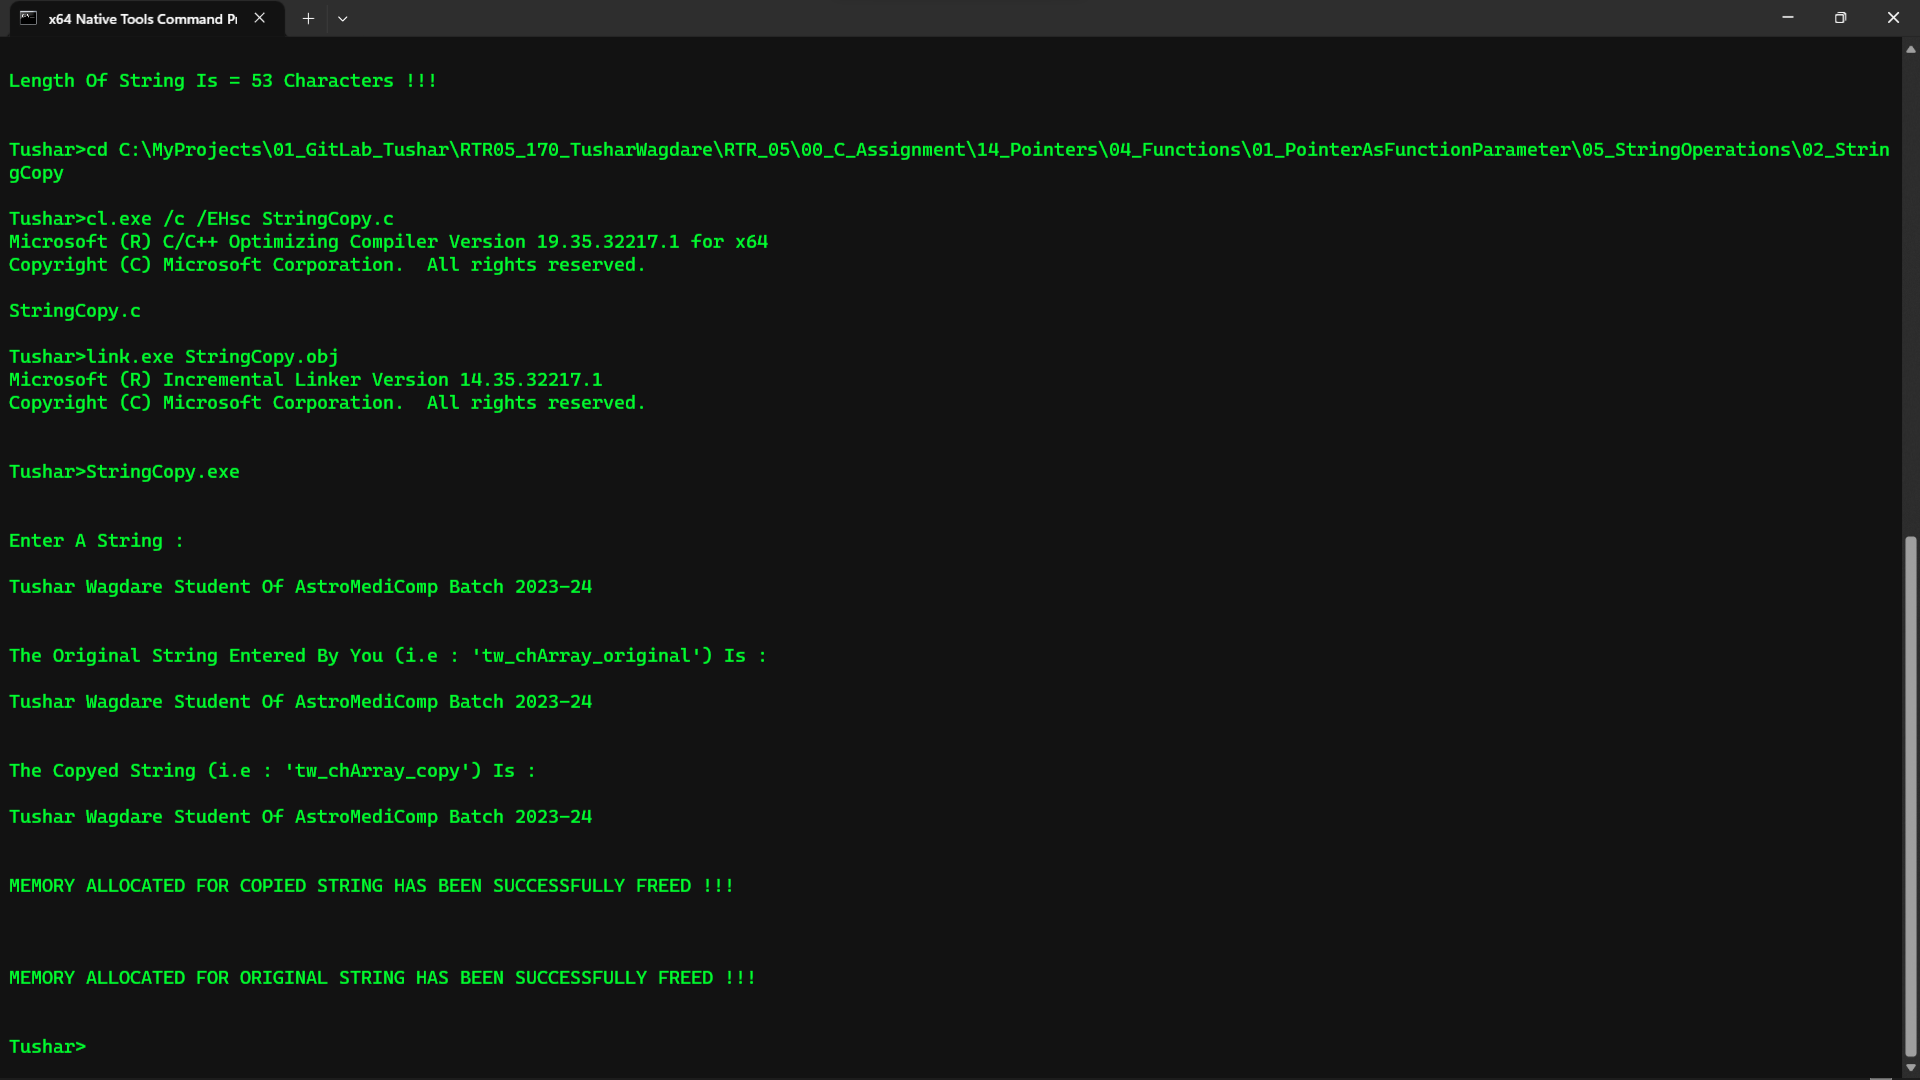 x64 Native Tools Command P
Length Of String Is = 53 Characters !!!
Tushar>cd C:\MyProjects\01_GitLab_Tushar\RTR05_170_TusharWagdare\RTR_05\00_C_Assignment\14_Pointers\04_Functions\01_PointerAsFunctionParameter\05_StringOperations\02_Strin
gCopy
Tushar>cl.exe /c /EHsc StringCopy.c
Microsoft (R) C/C++ Optimizing Compiler Version 19.35.32217.1 for x64
Copyright (C) Microsoft Corporation.  All rights reserved.
StringCopy.c
Tushar>link.exe StringCopy.obj
Microsoft (R) Incremental Linker Version 14.35.32217.1
Copyright (C) Microsoft Corporation.  All rights reserved.
Tushar>StringCopy.exe
Enter A String :
Tushar Wagdare Student Of AstroMediComp Batch 2023-24
The Original String Entered By You (i.e : 'tw_chArray_original') Is :
Tushar Wagdare Student Of AstroMediComp Batch 2023-24
The Copyed String (i.e : 'tw_chArray_copy') Is :
Tushar Wagdare Student Of AstroMediComp Batch 2023-24
MEMORY ALLOCATED FOR COPIED STRING HAS BEEN SUCCESSFULLY FREED !!!
MEMORY ALLOCATED FOR ORIGINAL STRING HAS BEEN SUCCESSFULLY FREED !!!
Tushar>